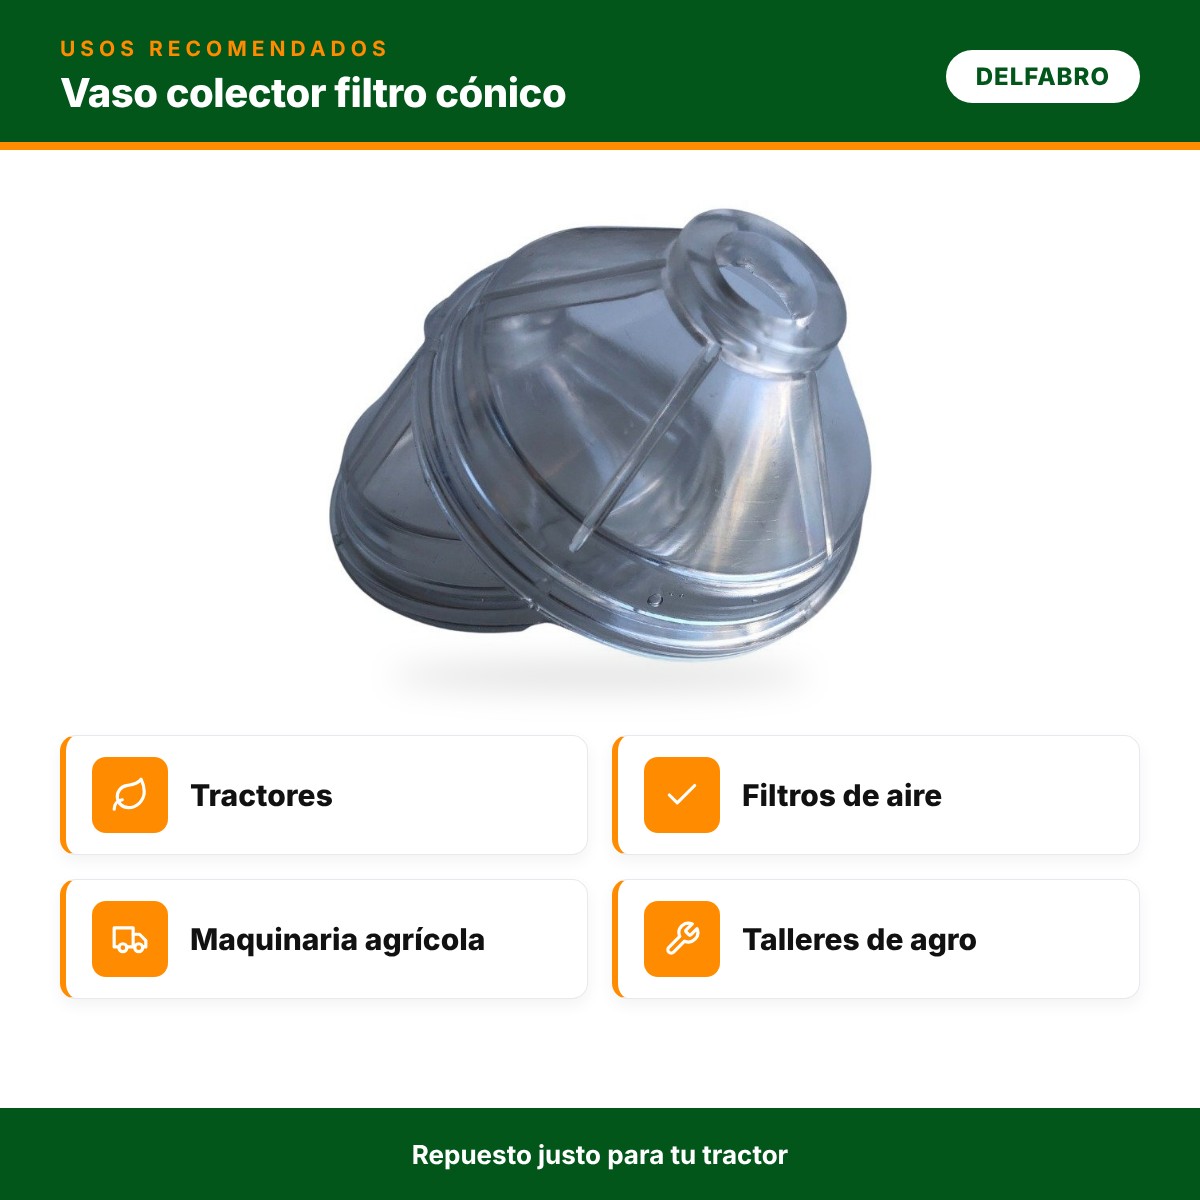 USOS RECOMENDADOS
Vaso colector filtro cónico
DELFABRO
Tractores
Filtros de aire
Maquinaria agrícola
Talleres de agro
Repuesto justo para tu tractor